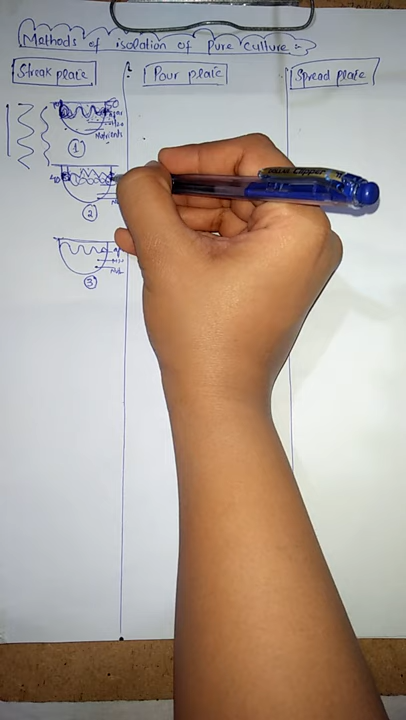 Methods of isolation of Pure Culture :-
Streak plate
Pour plate
Spread plate
Nutrients
①
②
③